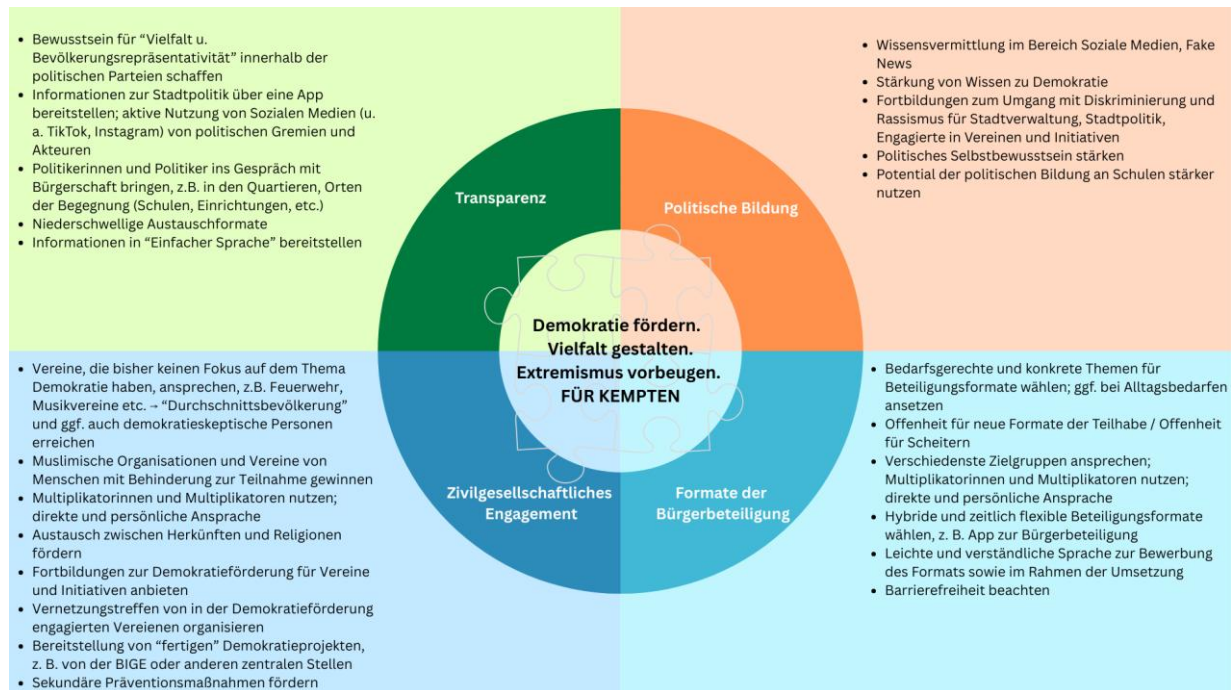 • Bewusstsein für “Vielfalt u.
Bevölkerungsrepräsentativität” innerhalb der
politischen Parteien schaffen
• Informationen zur Stadtpolitik über eine App
bereitstellen; aktive Nutzung von Sozialen Medien (u.
a. TikTok, Instagram) von politischen Gremien und
Akteuren
• Politikerinnen und Politiker ins Gespräch mit
Bürgerschaft bringen, z.B. in den Quartieren, Orten
der Begegnung (Schulen, Einrichtungen, etc.)
• Niederschwellige Austauschformate
• Informationen in “Einfacher Sprache” bereitstellen
Transparenz
• Wissensvermittlung im Bereich Soziale Medien, Fake
News
• Stärkung von Wissen zu Demokratie
• Fortbildungen zum Umgang mit Diskriminierung und
Rassismus für Stadtverwaltung, Stadtpolitik,
Engagierte in Vereinen und Initiativen
• Politisches Selbstbewusstsein stärken
• Potential der politischen Bildung an Schulen stärker
nutzen
Politische Bildung
Demokratie fördern.
Vielfalt gestalten.
Extremismus vorbeugen.
FÜR KEMPTEN
• Vereine, die bisher keinen Fokus auf dem Thema
Demokratie haben, ansprechen, z.B. Feuerwehr,
Musikvereine etc. → “Durchschnittsbevölkerung”
und ggf. auch demokratieskeptische Personen
erreichen
• Muslimische Organisationen und Vereine von
Menschen mit Behinderung zur Teilnahme gewinnen
• Multiplikatorinnen und Multiplikatoren nutzen;
direkte und persönliche Ansprache
• Austausch zwischen Herkünften und Religionen
fördern
• Fortbildungen zur Demokratieförderung für Vereine
und Initiativen anbieten
• Vernetzungstreffen von in der Demokratieförderung
engagierten Vereienen organisieren
• Bereitstellung von “fertigen” Demokratieprojekten,
z. B. von der BIGE oder anderen zentralen Stellen
• Sekundäre Präventionsmaßnahmen fördern
Zivilgesellschaftliches
Engagement
Formate der
Bürgerbeteiligung
• Bedarfsgerechte und konkrete Themen für
Beteiligungsformate wählen; ggf. bei Alltagsbedarfen
ansetzen
• Offenheit für neue Formate der Teilhabe / Offenheit
für Scheitern
• Verschiedenste Zielgruppen ansprechen;
Multiplikatorinnen und Multiplikatoren nutzen;
direkte und persönliche Ansprache
• Hybride und zeitlich flexible Beteiligungsformate
wählen, z. B. App zur Bürgerbeteiligung
• Leichte und verständliche Sprache zur Bewerbung
des Formats sowie im Rahmen der Umsetzung
• Barrierefreiheit beachten